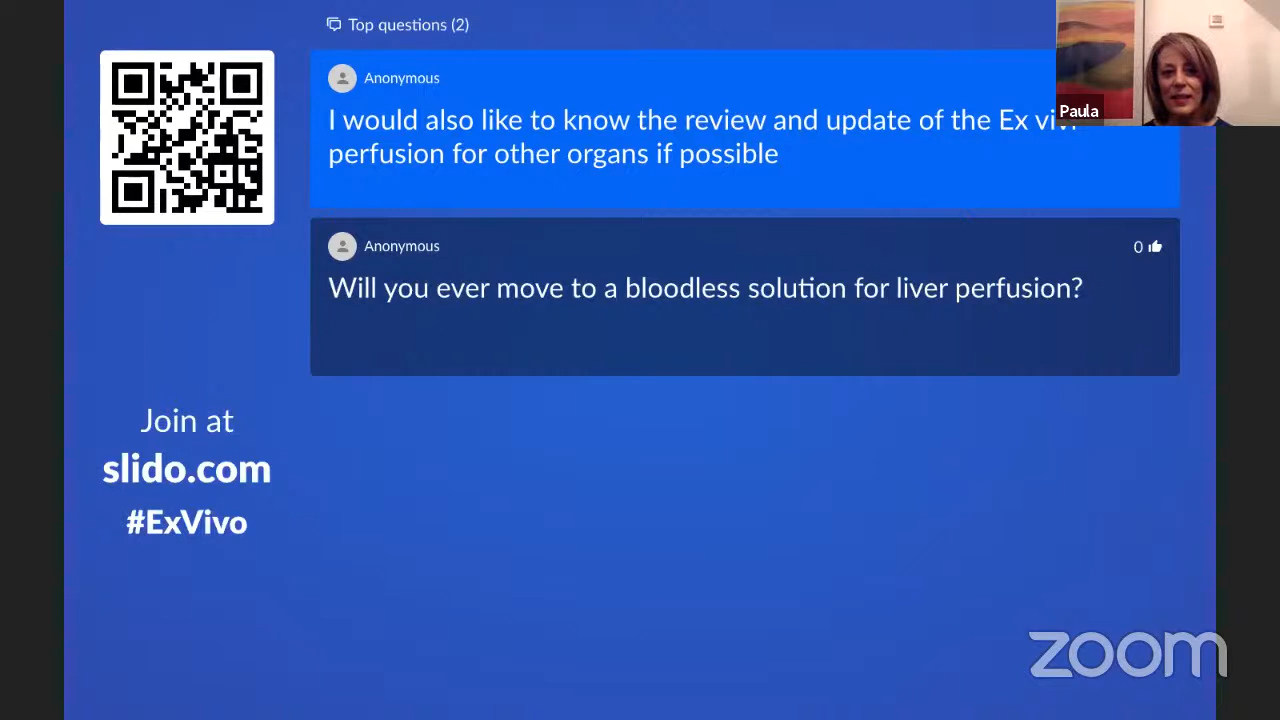 Top questions (2)
Anonymous
I would also like to know the review and update of the Ex
perfusion for other organs if possible
Paula
Anonymous
0
Will you ever move to a bloodless solution for liver perfusion?
Join at
slido.com
#ExVivo
zoom